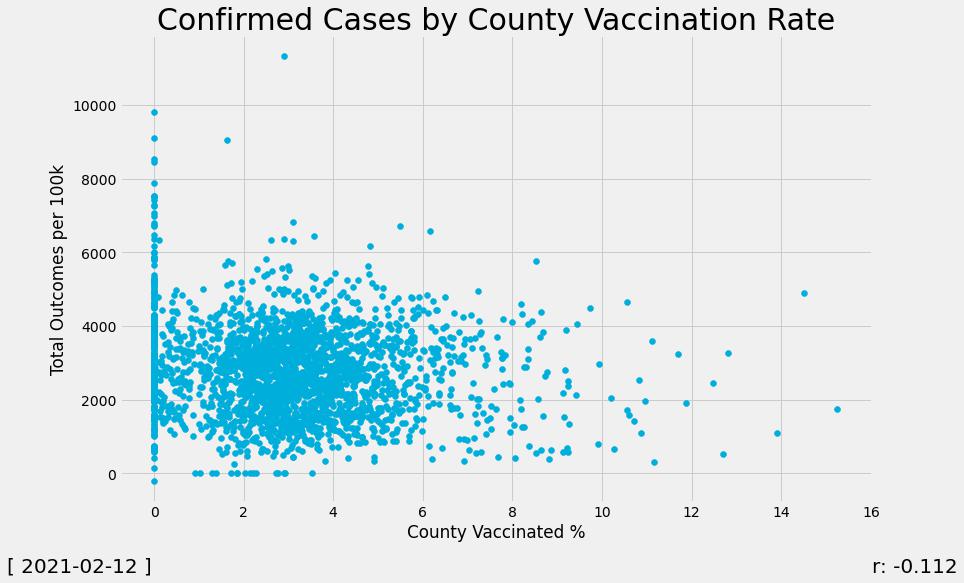 Confirmed Cases by County Vaccination Rate
Total Outcomes per 100k
10000
8000
6000
4000
2000
0
0 2 4 6 8 10 12 14 16
County Vaccinated %
[ 2021-02-12 ]
r: -0.112